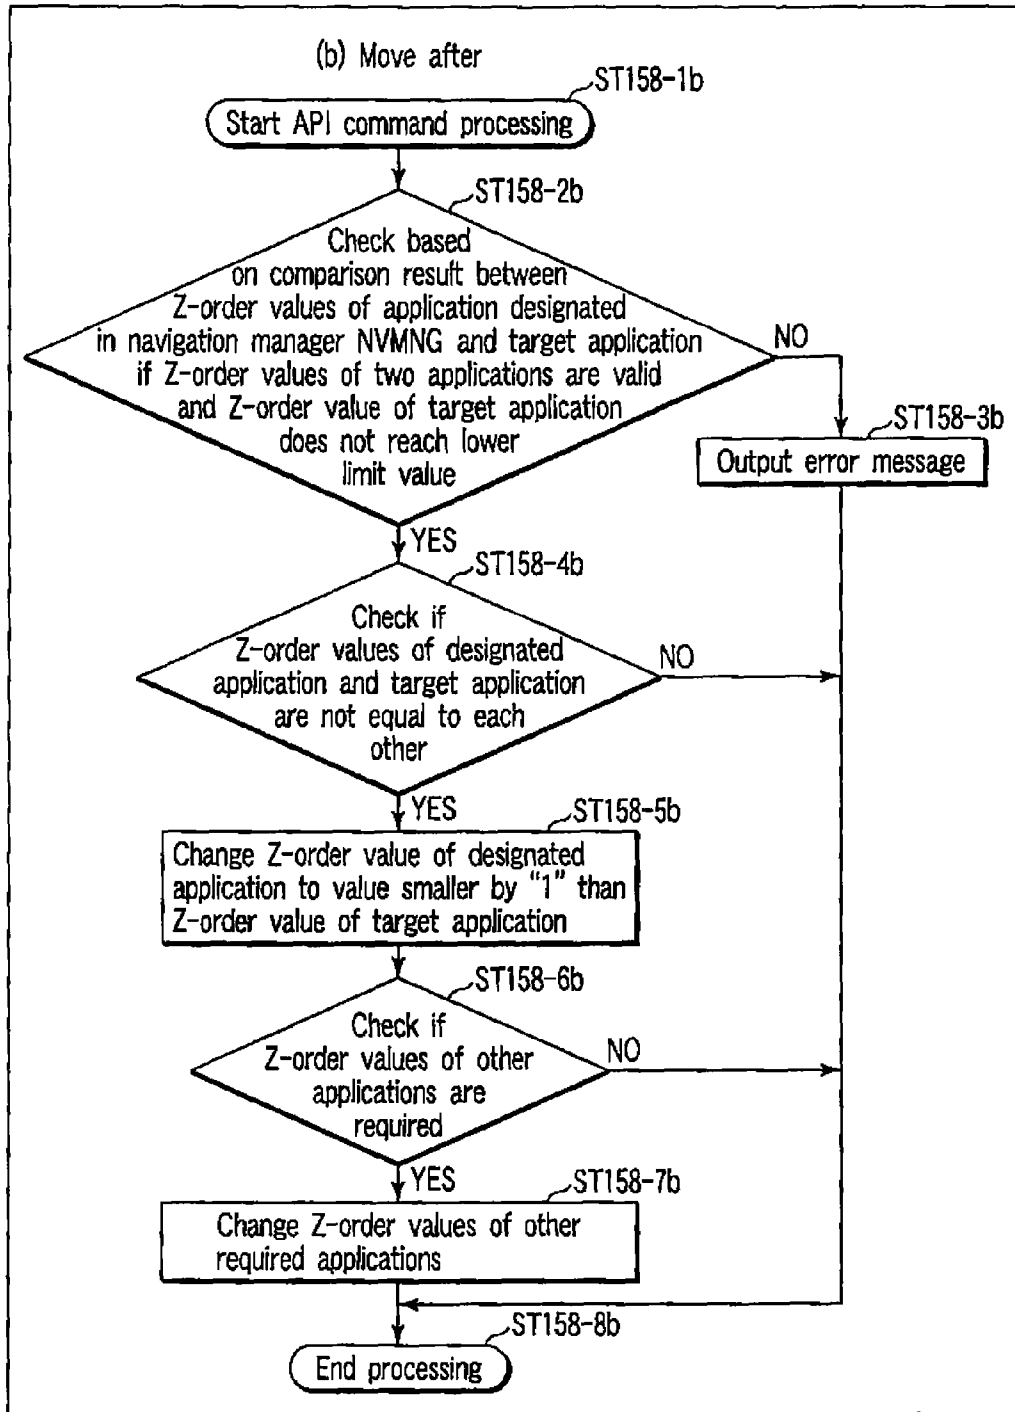 (b) Move after
ST158-1b
Start API command processing
ST158-2b
Check based
on comparison result between
Z-order values of application designated
in navigation manager NVMNG and target application
if Z-order values of two applications are valid
and Z-order value of target application
does not reach lower
limit value
NO
ST158-3b
Output error message
YES
ST158-4b
Check if
Z-order values of designated
application and target application
are not equal to each
other
NO
YES
ST158-5b
Change Z-order value of designated
application to value smaller by “1” than
Z-order value of target application
ST158-6b
Check if
Z-order values of other
applications are
required
NO
YES
ST158-7b
Change Z-order values of other
required applications
ST158-8b
End processing